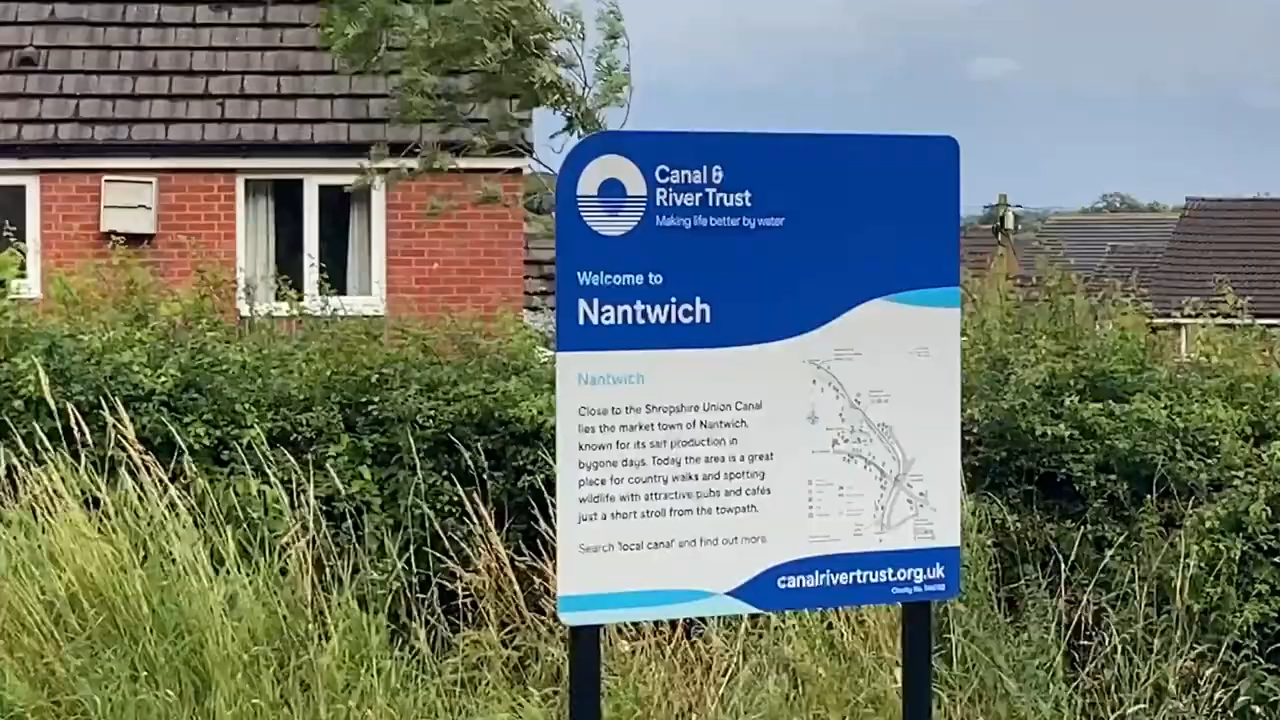 Canal &
River Trust
Making life better by water
Welcome to
Nantwich
Nantwich
Close to the Shropshire Union Canal
lies the market town of Nantwich,
known for its salt production in
bygone days. Today the area is a great
place for country walks and spotting
wildlife with attractive pubs and cafés
just a short stroll from the towpath.
Search 'local canal' and find out more.
canalrivertrust.org.uk
Charity No.